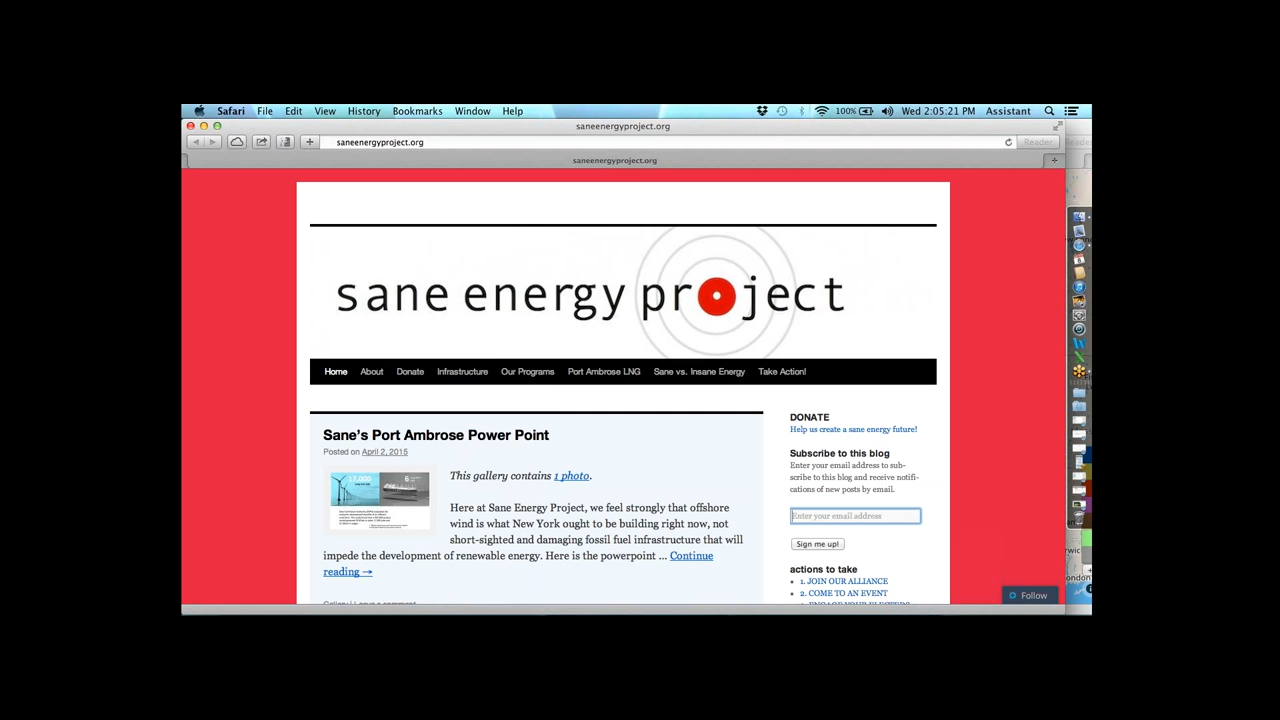 Safari File Edit View History Bookmarks Window Help 100% Wed 2:05:21 PM Assistant
saneenergyproject.org
saneenergyproject.org Reader
saneenergyproject.org
sane energy project
Home About Donate Infrastructure Our Programs Port Ambrose LNG Sane vs. Insane Energy Take Action!
Sane's Port Ambrose Power Point
Posted on April 2, 2015
This gallery contains 1 photo.
Here at Sane Energy Project, we feel strongly that offshore
wind is what New York ought to be building right now, not
short-sighted and damaging fossil fuel infrastructure that will
impede the development of renewable energy. Here is the powerpoint ... Continue
reading →
Gallery | Leave a comment
DONATE
Help us create a sane energy future!
Subscribe to this blog
Enter your email address to sub-
scribe to this blog and receive notifi-
cations of new posts by email.
Enter your email address
Sign me up!
actions to take
1. JOIN OUR ALLIANCE
2. COME TO AN EVENT
Follow